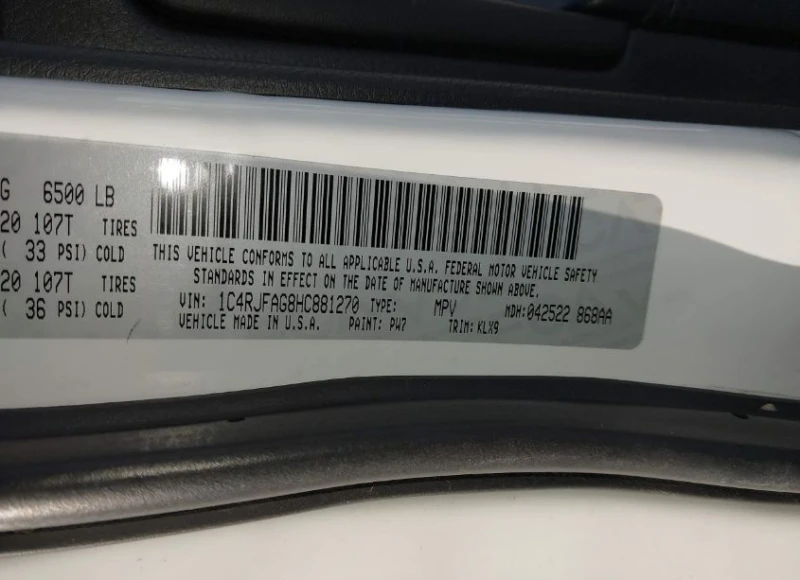 G 6500 LB
20 107T TIRES
( 33 PSI) COLD
20 107T TIRES
( 36 PSI) COLD
THIS VEHICLE CONFORMS TO ALL APPLICABLE U.S.A. FEDERAL MOTOR VEHICLE SAFETY
STANDARDS IN EFFECT ON THE DATE OF MANUFACTURE SHOWN ABOVE.
VIN: 1C4RJFAG8HC881270 TYPE: MPV MDH:042522 868AA
VEHICLE MADE IN U.S.A. PAINT: PW7 TRIM:KLX9